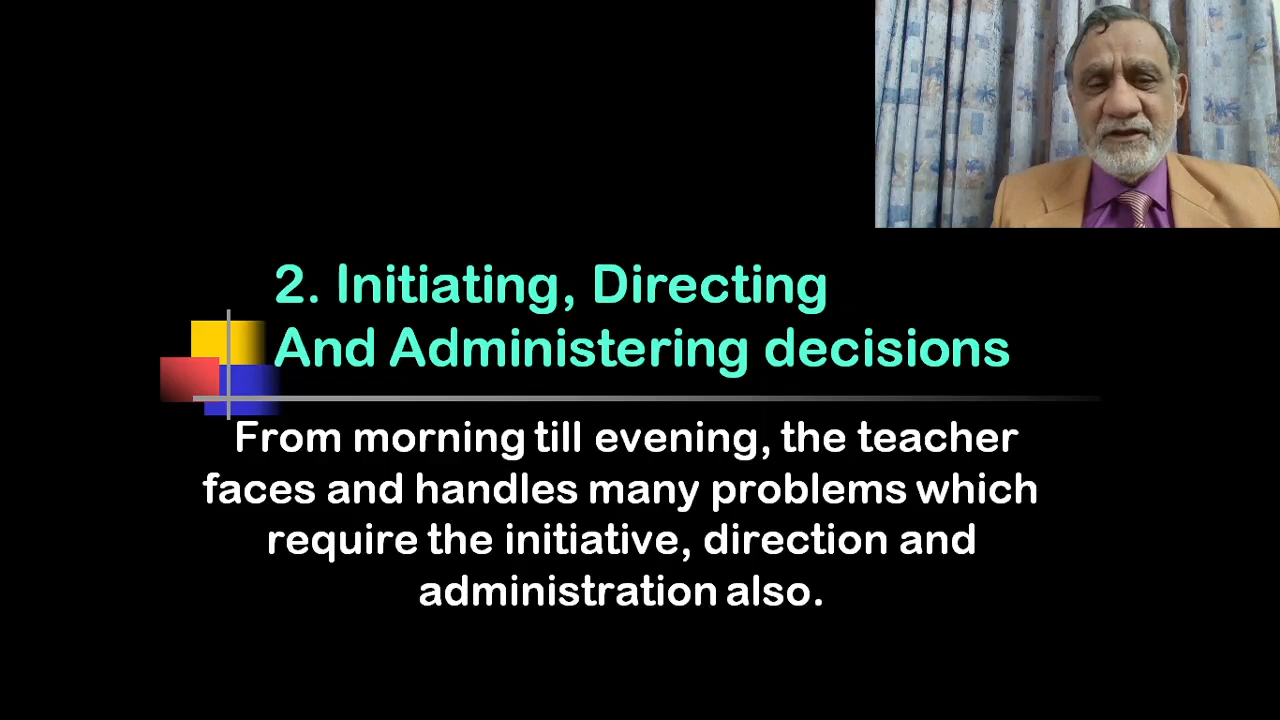 2. Initiating, Directing
And Administering decisions
From morning till evening, the teacher
faces and handles many problems which
require the initiative, direction and
administration also.